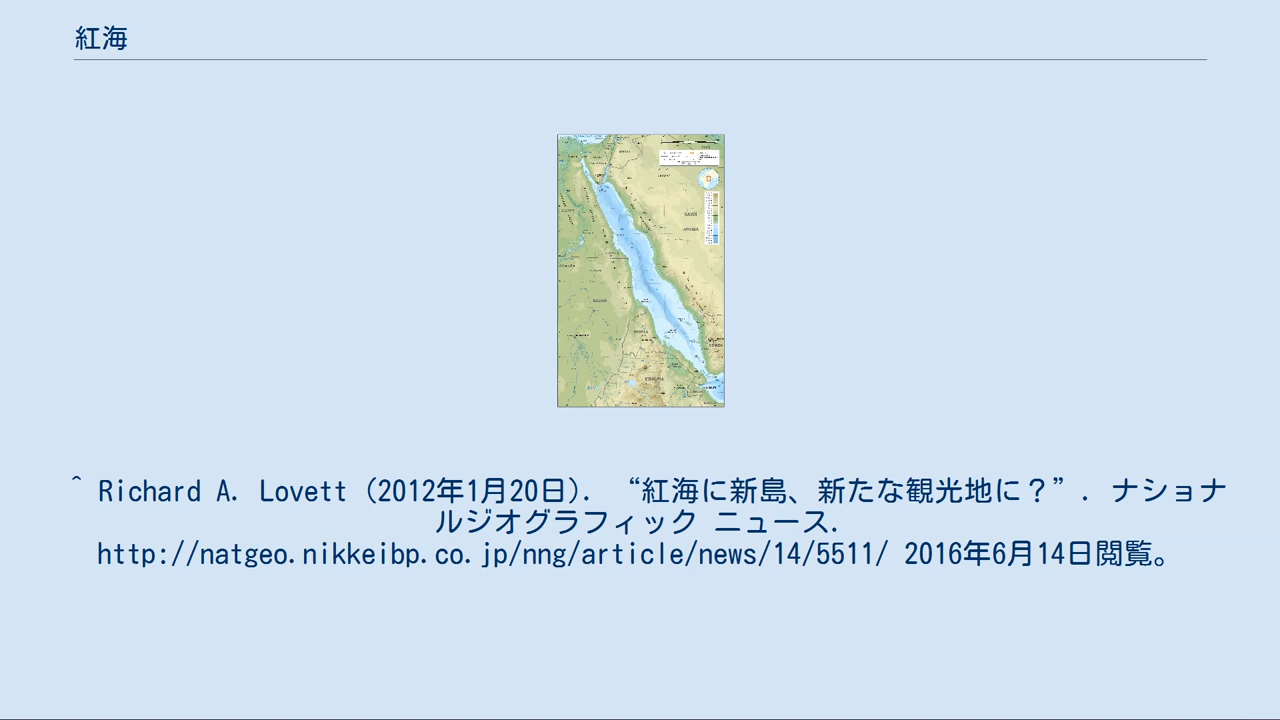 紅海
^ Richard A. Lovett (2012年1月20日). “紅海に新島、新たな観光地に？”. ナショナ
ルジオグラフィック ニュース.
http://natgeo.nikkeibp.co.jp/nng/article/news/14/5511/ 2016年6月14日閲覧。